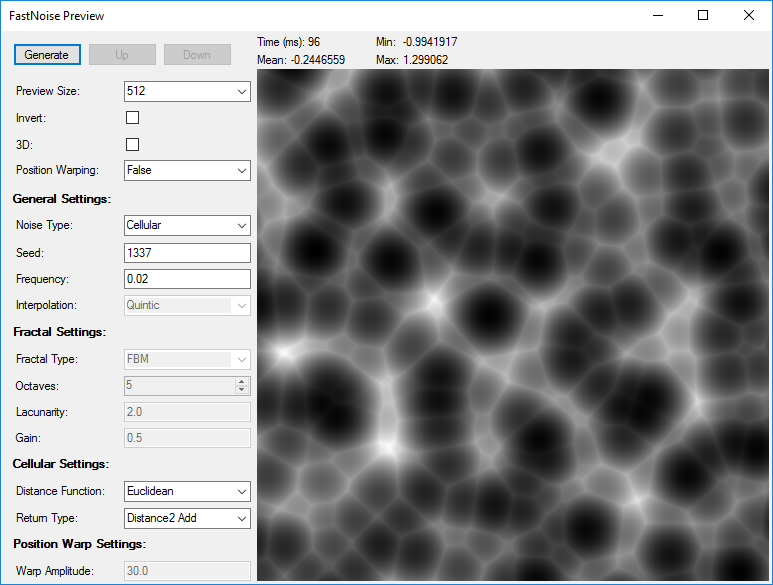 FastNoise Preview
Generate Up Down
Time (ms): 96 Min: -0.9941917
Mean: -0.2446559 Max: 1.299062
Preview Size: 512
Invert:
3D:
Position Warping: False
General Settings:
Noise Type: Cellular
Seed: 1337
Frequency: 0.02
Interpolation: Quintic
Fractal Settings:
Fractal Type: FBM
Octaves: 5
Lacunarity: 2.0
Gain: 0.5
Cellular Settings:
Distance Function: Euclidean
Return Type: Distance2 Add
Position Warp Settings:
Warp Amplitude: 30.0